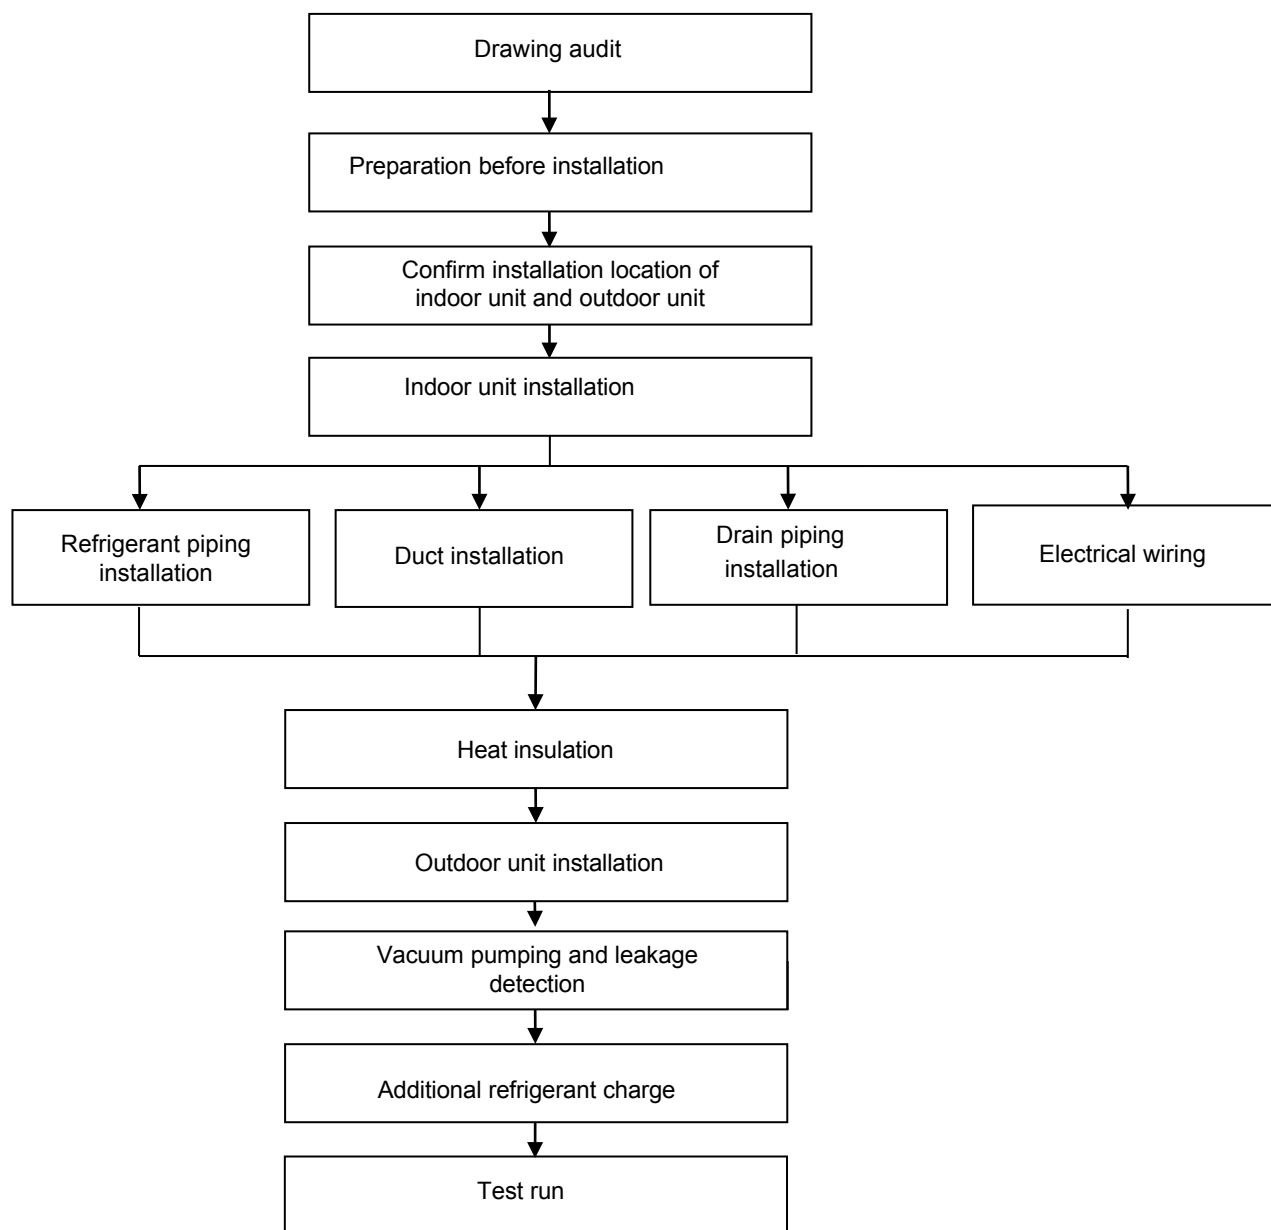 Drawing audit
Preparation before installation
Confirm installation location of
indoor unit and outdoor unit
Indoor unit installation
Refrigerant piping
installation
Duct installation
Drain piping
installation
Electrical wiring
Heat insulation
Outdoor unit installation
Vacuum pumping and leakage
detection
Additional refrigerant charge
Test run